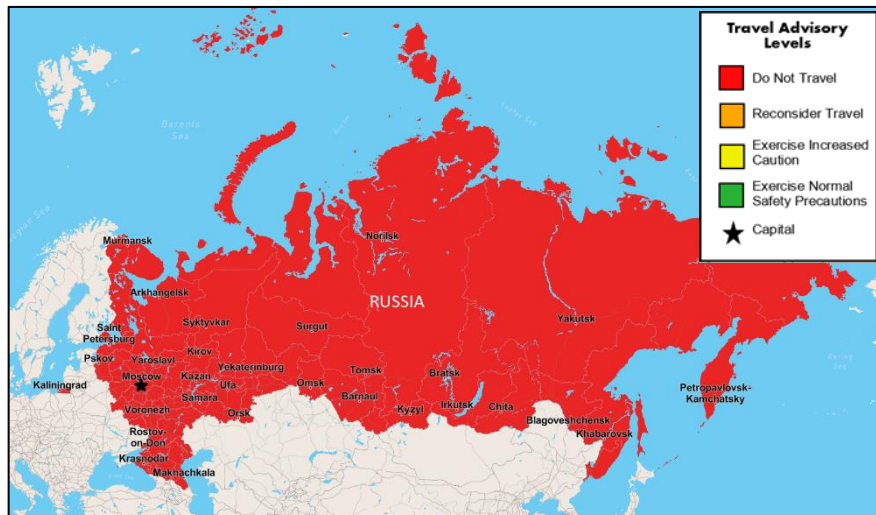 Travel Advisory
Levels
Do Not Travel
Reconsider Travel
Exercise Increased
Caution
Exercise Normal
Safety Precautions
Capital
Barents
Sea
Murmansk
Norilsk
Arkhangelsk
RUSSIA
Yakutsk
Saint
Petersburg
Syktyvkar
Surgut
Pskov
Yaroslavl
Kirov
Yekaterinburg
Tomsk
Bratsk
Kaliningrad
Moscow
Kazan
Ufa
Omsk
Petropavlovsk-
Kamchatsky
Samara
Barnaul
Voronezh
Orsk
Kyzyl
Irkutsk
Chita
Blagoveshchensk
Khabarovsk
Rostov-
on-Don
Krasnodar
Makhachkala